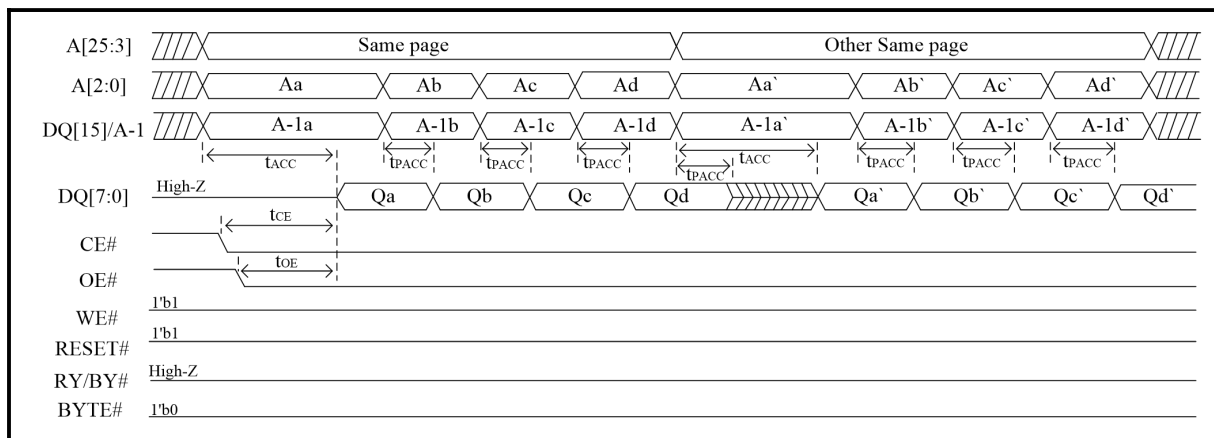 A[25:3] Same page Other Same page
A[2:0] Aa Ab Ac Ad Aa` Ab` Ac` Ad`
DQ[15]/A-1 A-1a A-1b A-1c A-1d A-1a` A-1b` A-1c` A-1d`
tACC tPACC tPACC tPACC tACC tPACC tPACC tPACC
tPACC
DQ[7:0] High-Z Qa Qb Qc Qd Qa` Qb` Qc` Qd`
tCE
CE#
tOE
OE#
WE# 1'b1
RESET# 1'b1
RY/BY# High-Z
BYTE# 1'b0